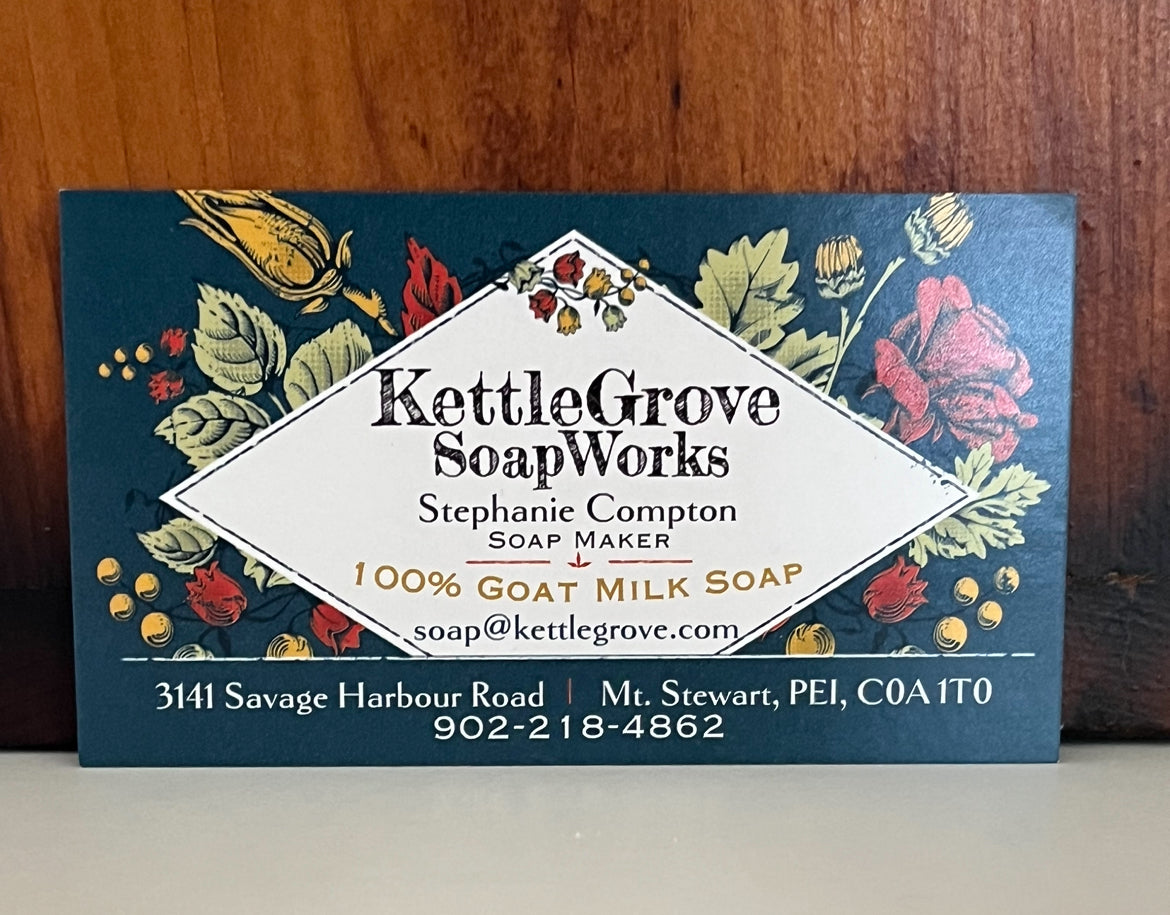 KettleGrove
SoapWorks
Stephanie Compton
Soap Maker
100% Goat Milk Soap
soap@kettlegrove.com
3141 Savage Harbour Road | Mt. Stewart, PEI, C0A 1T0
902-218-4862